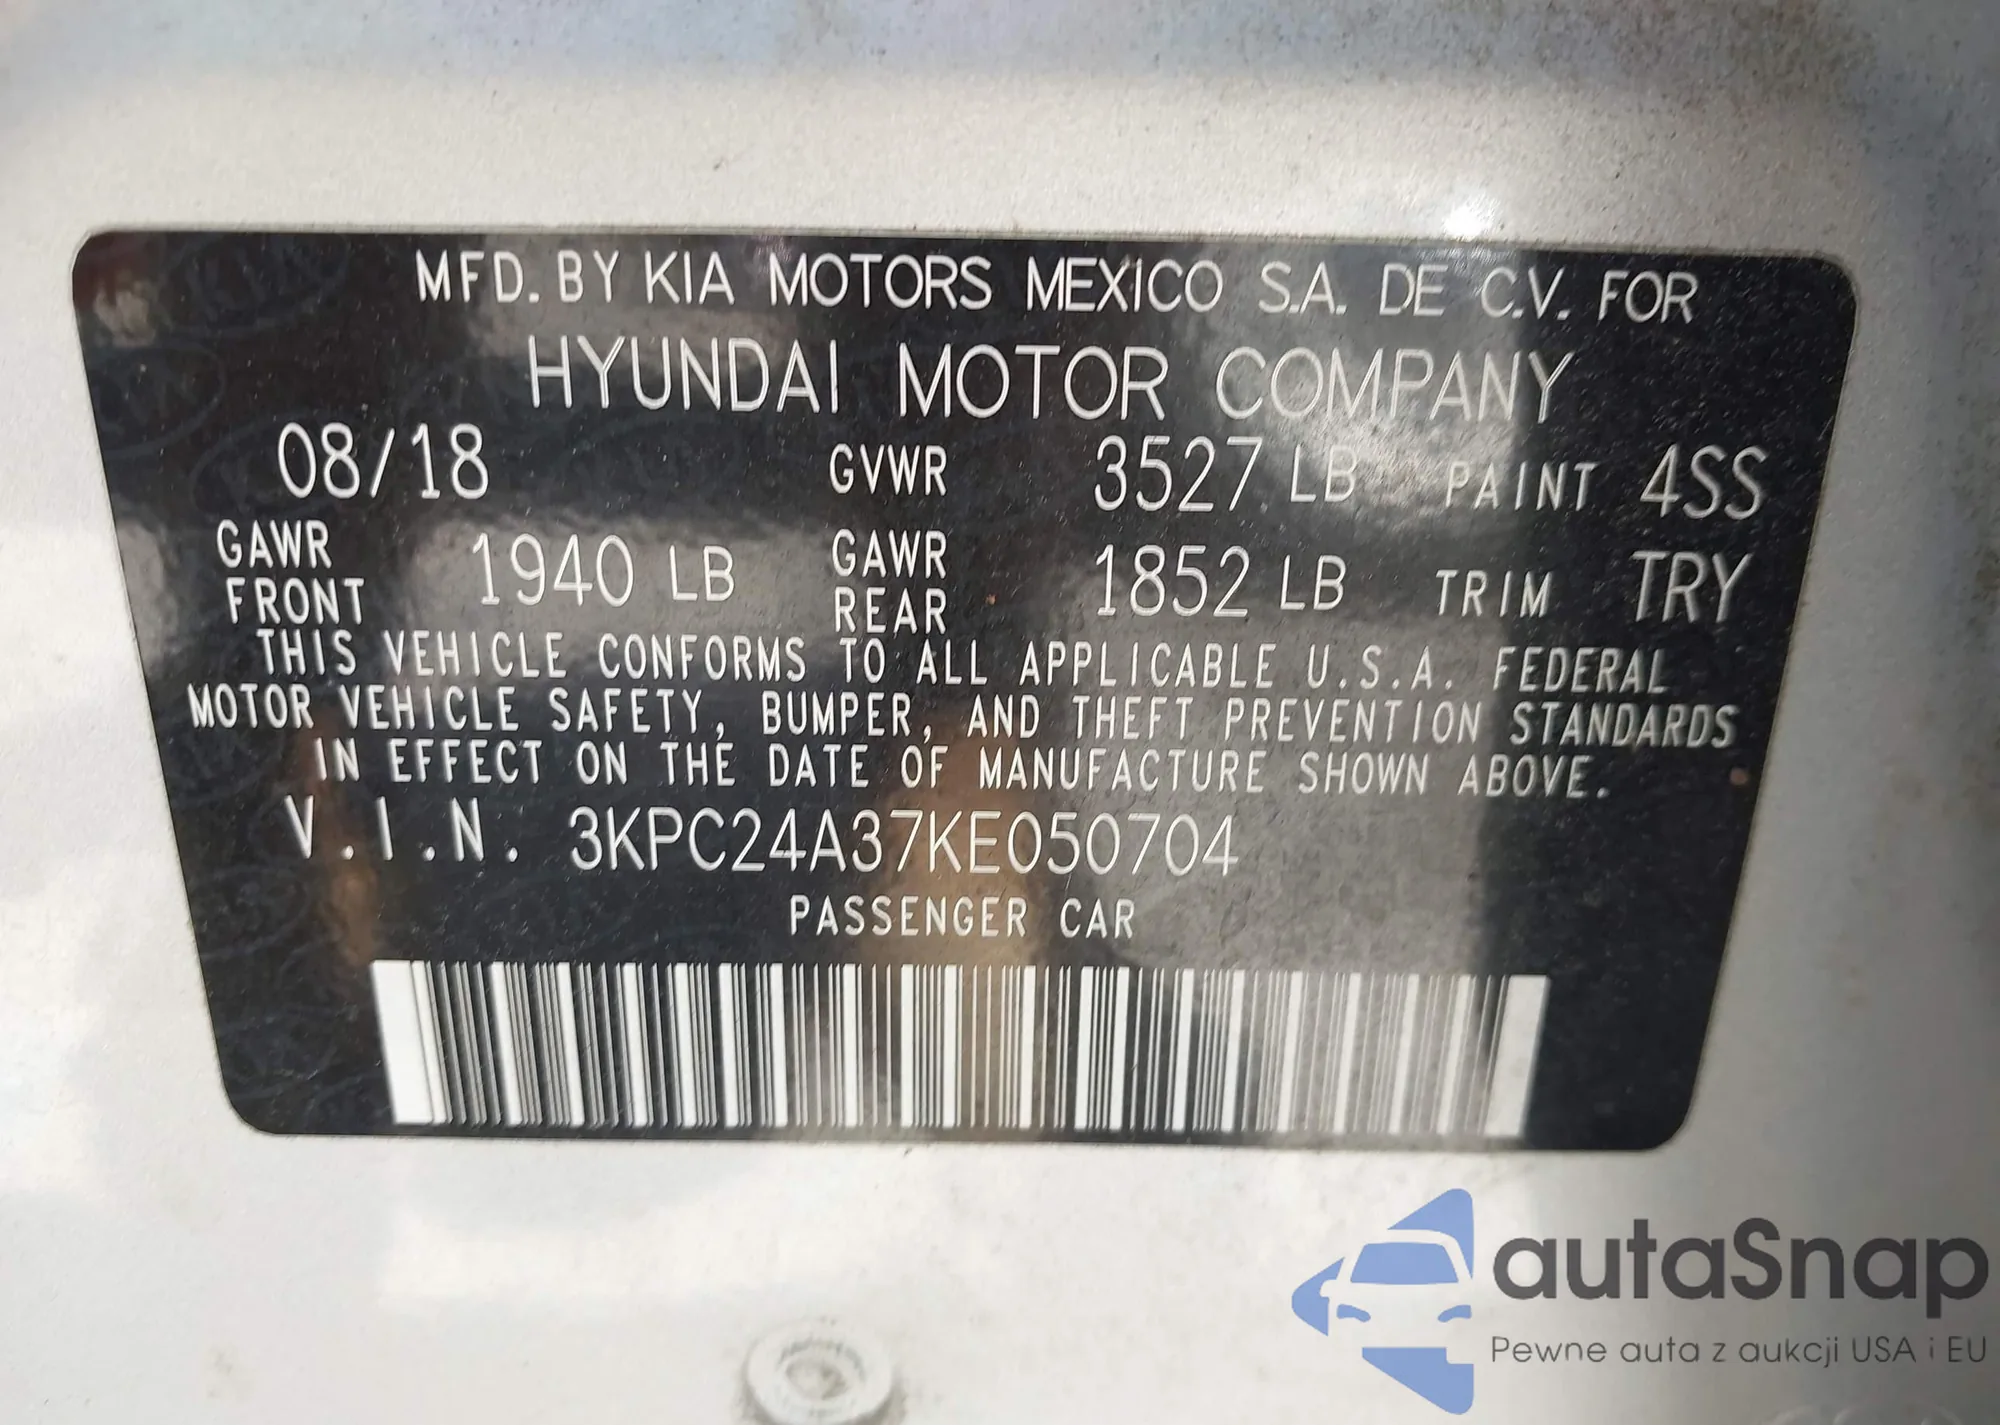 MFD. BY KIA MOTORS MEXICO S.A. DE C.V. FOR
HYUNDAI MOTOR COMPANY
08/18 GVWR 3527 LB PAINT 4SS
GAWR FRONT 1940 LB GAWR REAR 1852 LB TRIM TRY
THIS VEHICLE CONFORMS TO ALL APPLICABLE U.S.A. FEDERAL
MOTOR VEHICLE SAFETY, BUMPER, AND THEFT PREVENTION STANDARDS
IN EFFECT ON THE DATE OF MANUFACTURE SHOWN ABOVE.
V.I.N. 3KPC24A37KE050704
PASSENGER CAR
autaSnap
Pewne auta z aukcji USA i EU